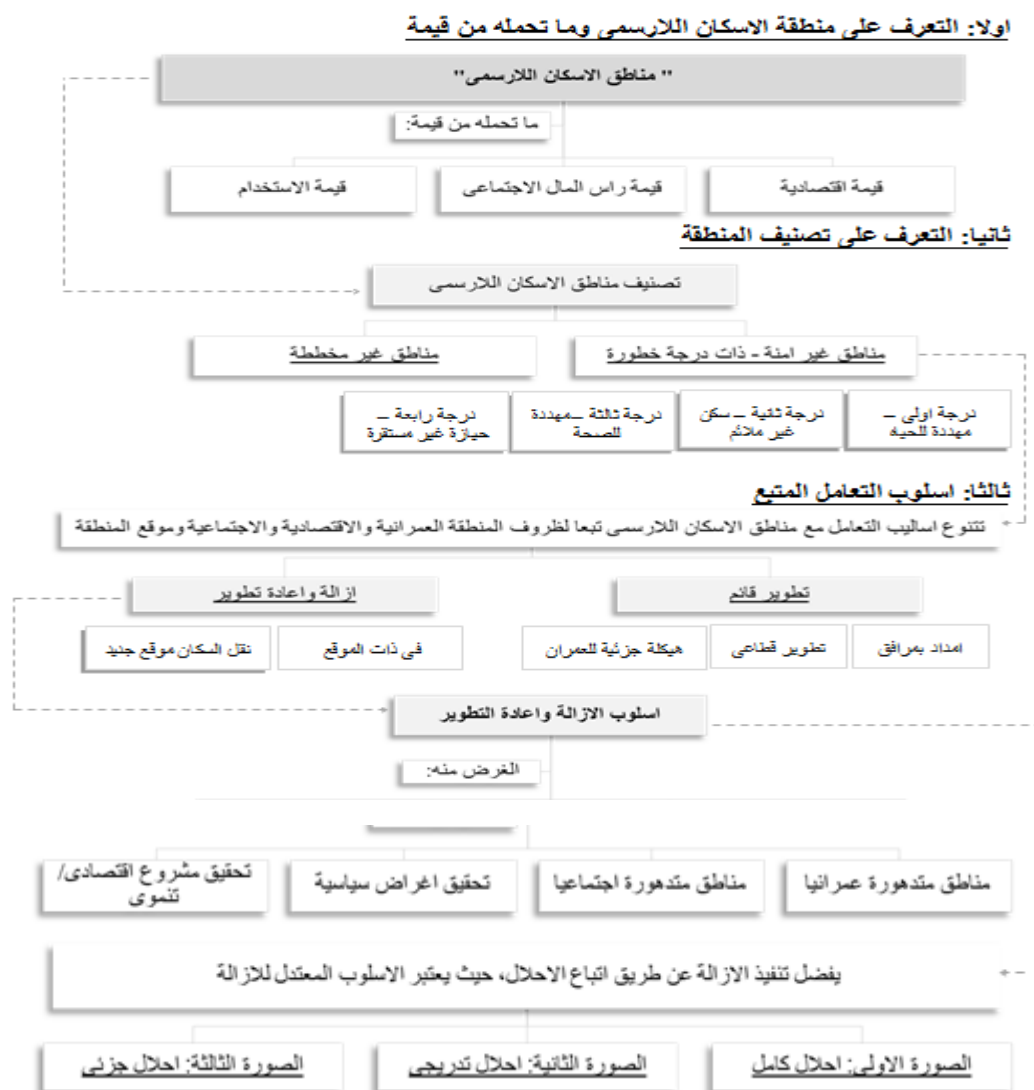 اولا: التعرف على منطقة الاسكان اللارسمى وما تحمله من قيمة
" مناطق الاسكان اللارسمى"
ما تحمله من قيمة:
قيمة اقتصادية
قيمة راس المال الاجتماعى
قيمة الاستخدام
ثانيا: التعرف على تصنيف المنطقة
تصنيف مناطق الاسكان اللارسمى
مناطق غير امنة - ذات درجة خطورة
مناطق غير مخططة
درجة اولى –
مهددة للحياه
درجة ثانية – سكن
غير ملائم
درجة ثالثة –مهددة
للصحة
درجة رابعة –
حيازة غير مستقرة
ثالثا: اسلوب التعامل المتبع
تتنوع اساليب التعامل مع مناطق الاسكان اللارسمى تبعا لظروف المنطقة العمرانية والاقتصادية والاجتماعية وموقع المنطقة
تطوير قائم
ازالة واعادة تطوير
امداد بمرافق
تطوير قطاعى
هيكلة جزئية للعمران
فى ذات الموقع
نقل السكان موقع جديد
اسلوب الازالة واعادة التطوير
الغرض منه:
مناطق متدهورة عمرانيا
مناطق متدهورة اجتماعيا
تحقيق اغراض سياسية
تحقيق مشروع اقتصادى/
تنموى
يفضل تنفيذ الازالة عن طريق اتباع الاحلال، حيث يعتبر الاسلوب المعتدل للازالة
الصورة الاولى: احلال كامل
الصورة الثانية: احلال تدريجى
الصورة الثالثة: احلال جزئى